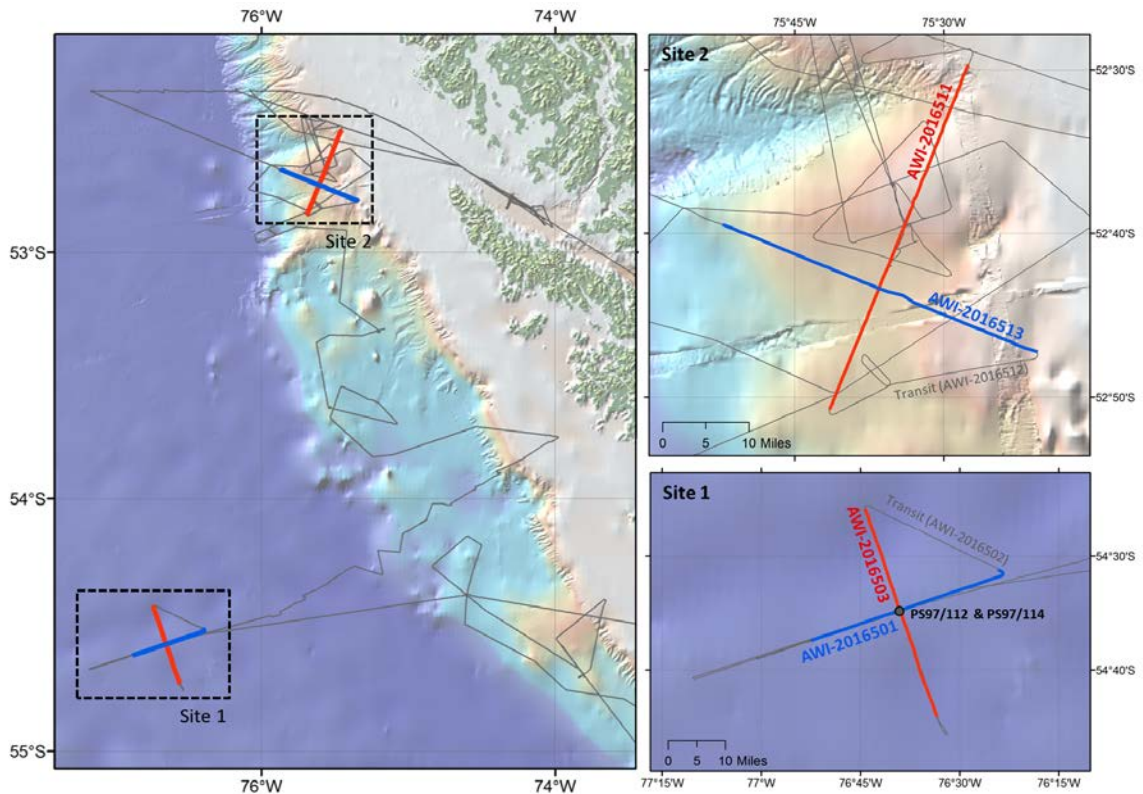 76°W
74°W
53°S
54°S
55°S
Site 2
Site 1
76°W
74°W
75°45'W
75°30'W
Site 2
52°30'S
52°40'S
52°50'S
AWI-2016511
AWI-2016513
Transit (AWI-2016512)
0 5 10 Miles
Site 1
54°30'S
54°40'S
Transit (AWI-2016502)
AWI-2016503
AWI-2016501
PS97/112 & PS97/114
0 5 10 Miles
77°15'W
77°W
76°45'W
76°30'W
76°15'W